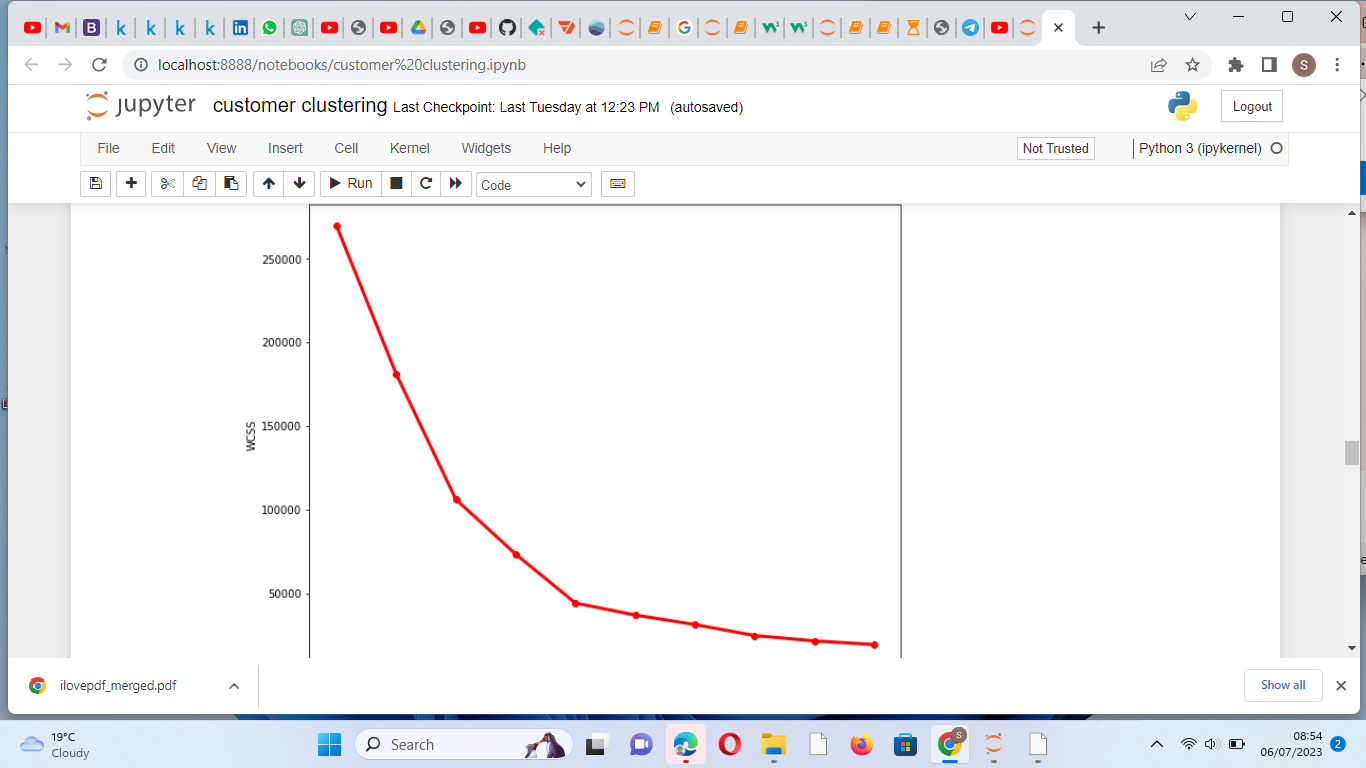 localhost:8888/notebooks/customer%20clustering.ipynb
S
jupyter customer clustering Last Checkpoint: Last Tuesday at 12:23 PM (autosaved)
Logout
File Edit View Insert Cell Kernel Widgets Help
Not Trusted
Python 3 (ipykernel)
Run
Code
250000
200000
150000
100000
50000
WCSS
ilovepdf_merged.pdf
Show all
19°C
Cloudy
Search
S
08:54
06/07/2023
2